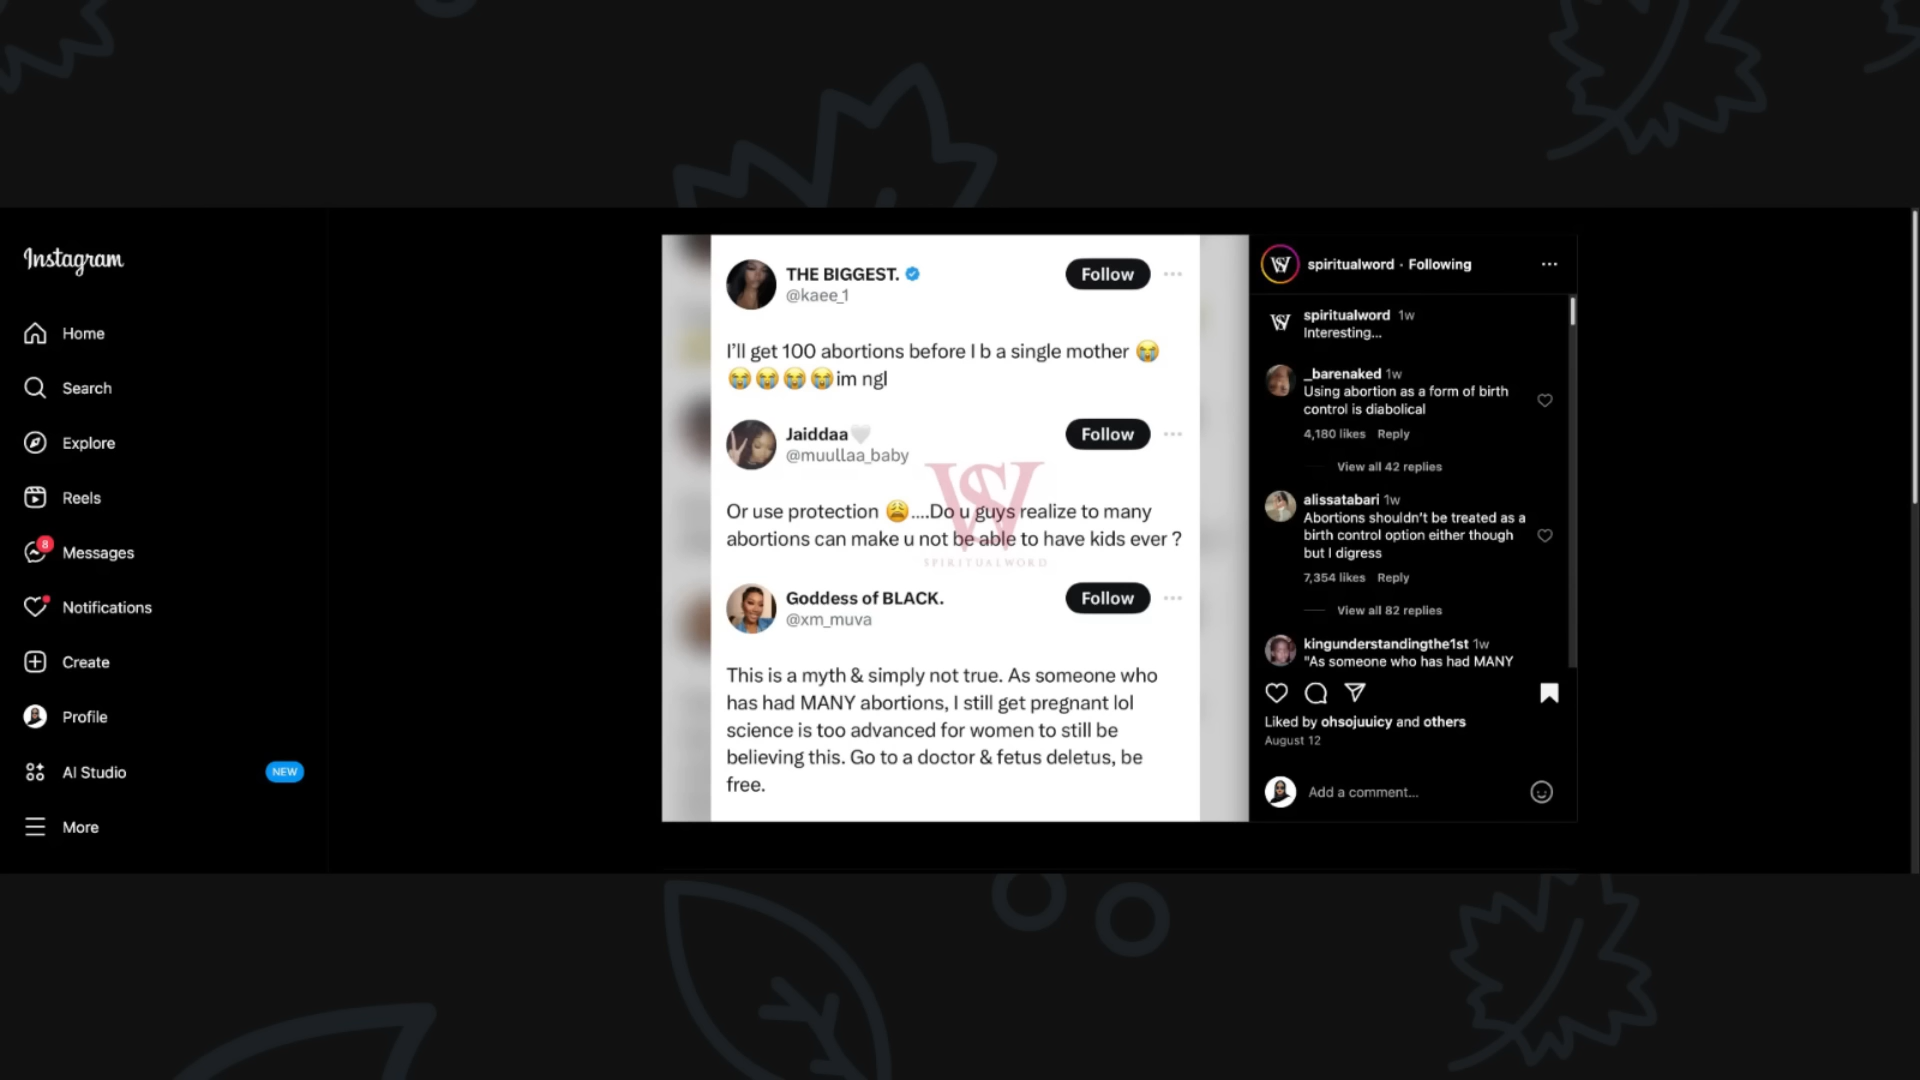 Instagram
Home
Search
Explore
Reels
8
Messages
Notifications
Create
Profile
AI Studio
NEW
More
THE BIGGEST.
@kaee_1
Follow
I'll get 100 abortions before I b a single mother 😭
😭😭😭😭im ngl
Jaiddaa🤍
@muullaa_baby
Follow
Or use protection 😩....Do u guys realize to many
abortions can make u not be able to have kids ever ?
WS
SPIRITUALWORD
Goddess of BLACK.
@xm_muva
Follow
This is a myth & simply not true. As someone who
has had MANY abortions, I still get pregnant lol
science is too advanced for women to still be
believing this. Go to a doctor & fetus deletus, be
free.
spiritualword · Following
spiritualword 1w
Interesting...
_barenaked 1w
Using abortion as a form of birth
control is diabolical
4,180 likes Reply
View all 42 replies
alissatabari 1w
Abortions shouldn't be treated as a
birth control option either though
but I digress
7,354 likes Reply
View all 82 replies
kingunderstandingthe1st 1w
"As someone who has had MANY
Liked by ohsojuuicy and others
August 12
Add a comment...